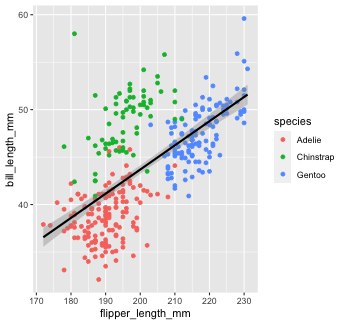 60
50
40
bill_length_mm
170 180 190 200 210 220 230
flipper_length_mm
species
Adelie
Chinstrap
Gentoo